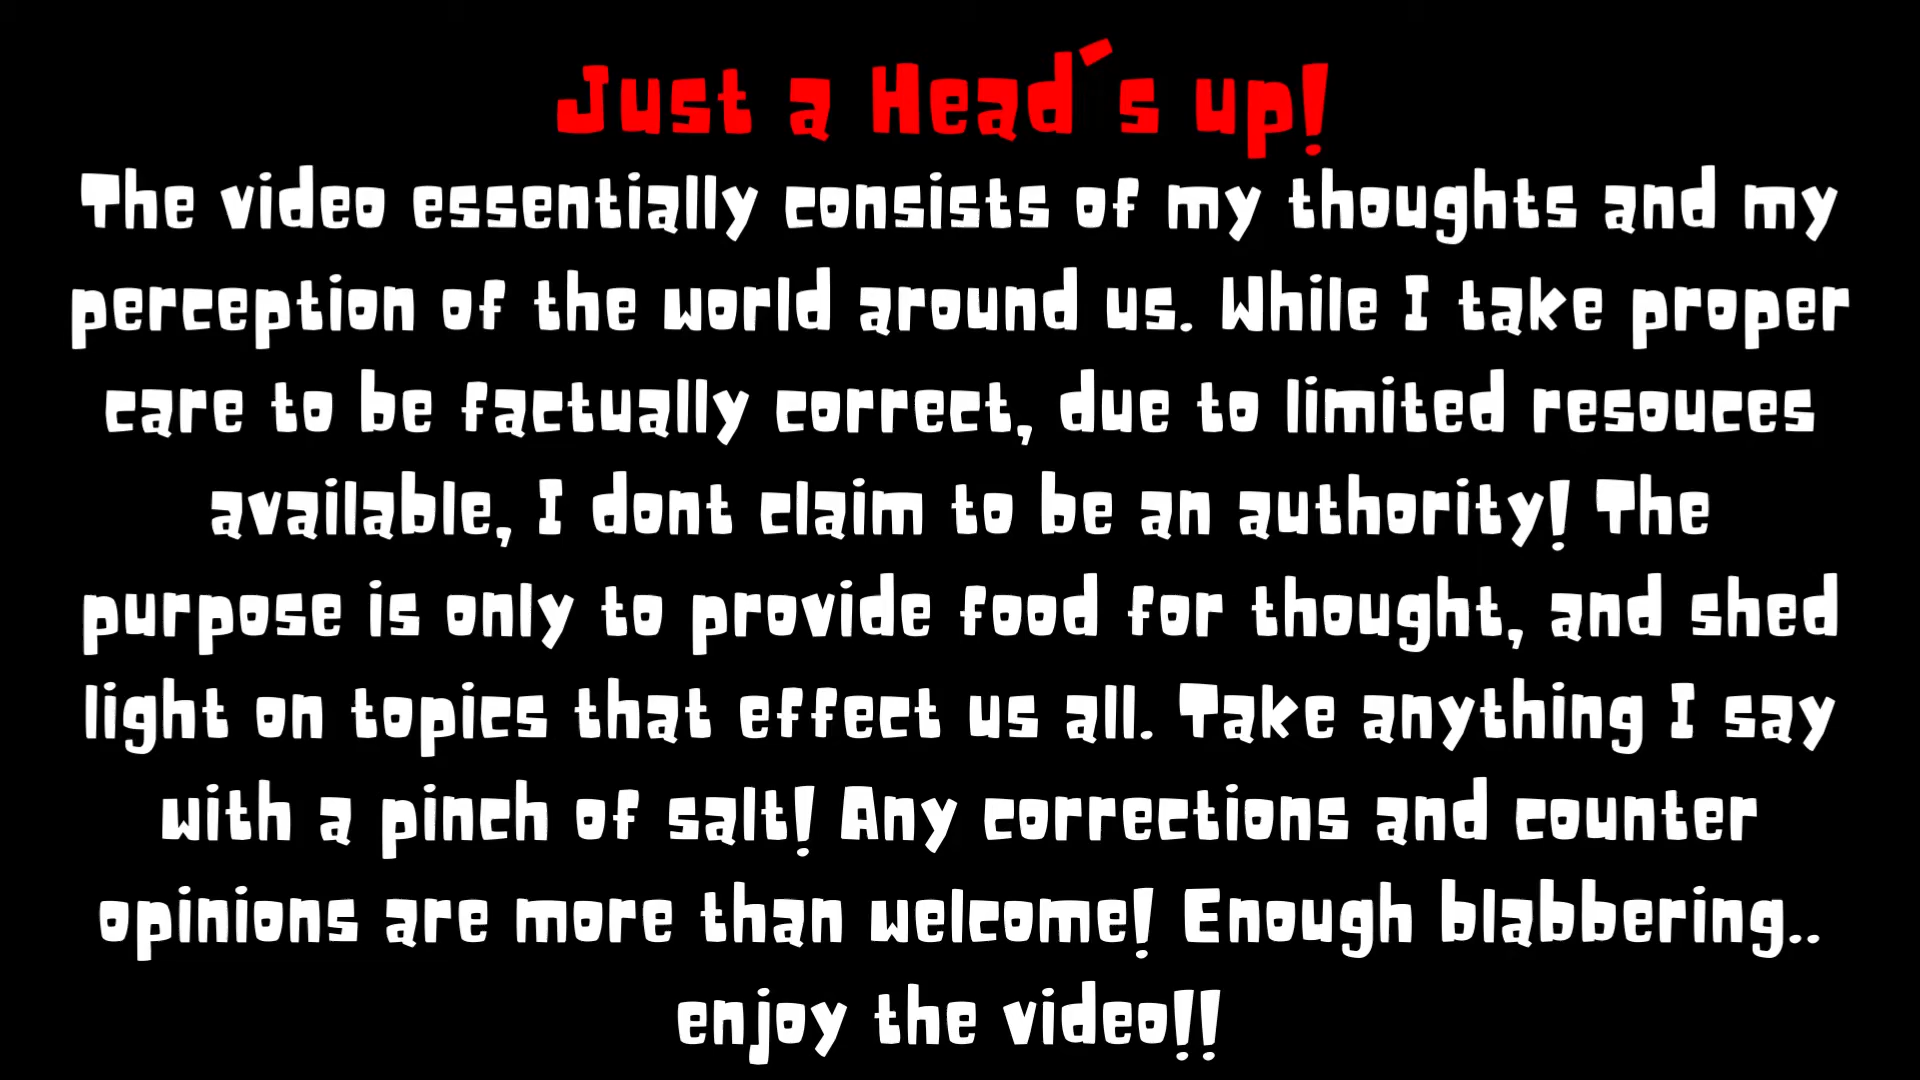 Just a Head´s up!
The video essentially consists of my thoughts and my
perception of the world around us. While I take proper
care to be factually correct, due to limited resouces
available, I dont claim to be an authority! The
purpose is only to provide food for thought, and shed
light on topics that effect us all. Take anything I say
with a pinch of salt! Any corrections and counter
opinions are more than welcome! Enough blabbering..
enjoy the video!!